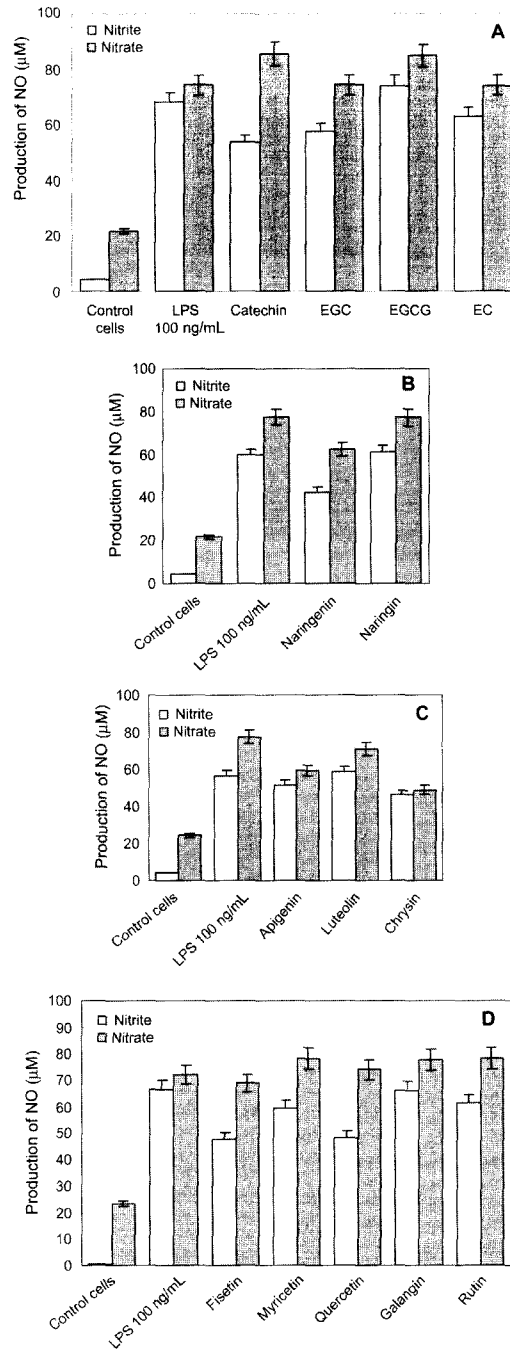 100
A
Nitrite
Nitrate
80
60
40
20
0
Production of NO (µM)
Control
cells
LPS
100 ng/mL
Catechin
EGC
EGCG
EC
100
B
Nitrite
Nitrate
80
60
40
20
0
Production of NO (µM)
Control cells
LPS 100 ng/mL
Naringenin
Naringin
100
C
Nitrite
Nitrate
80
60
40
20
0
Production of NO (µM)
Control cells
LPS 100 ng/mL
Apigenin
Luteolin
Chrysin
100
D
Nitrite
Nitrate
90
80
70
60
50
40
30
20
10
0
Production of NO (µM)
Control cells
LPS 100 ng/mL
Fisetin
Myricetin
Quercetin
Galangin
Rutin